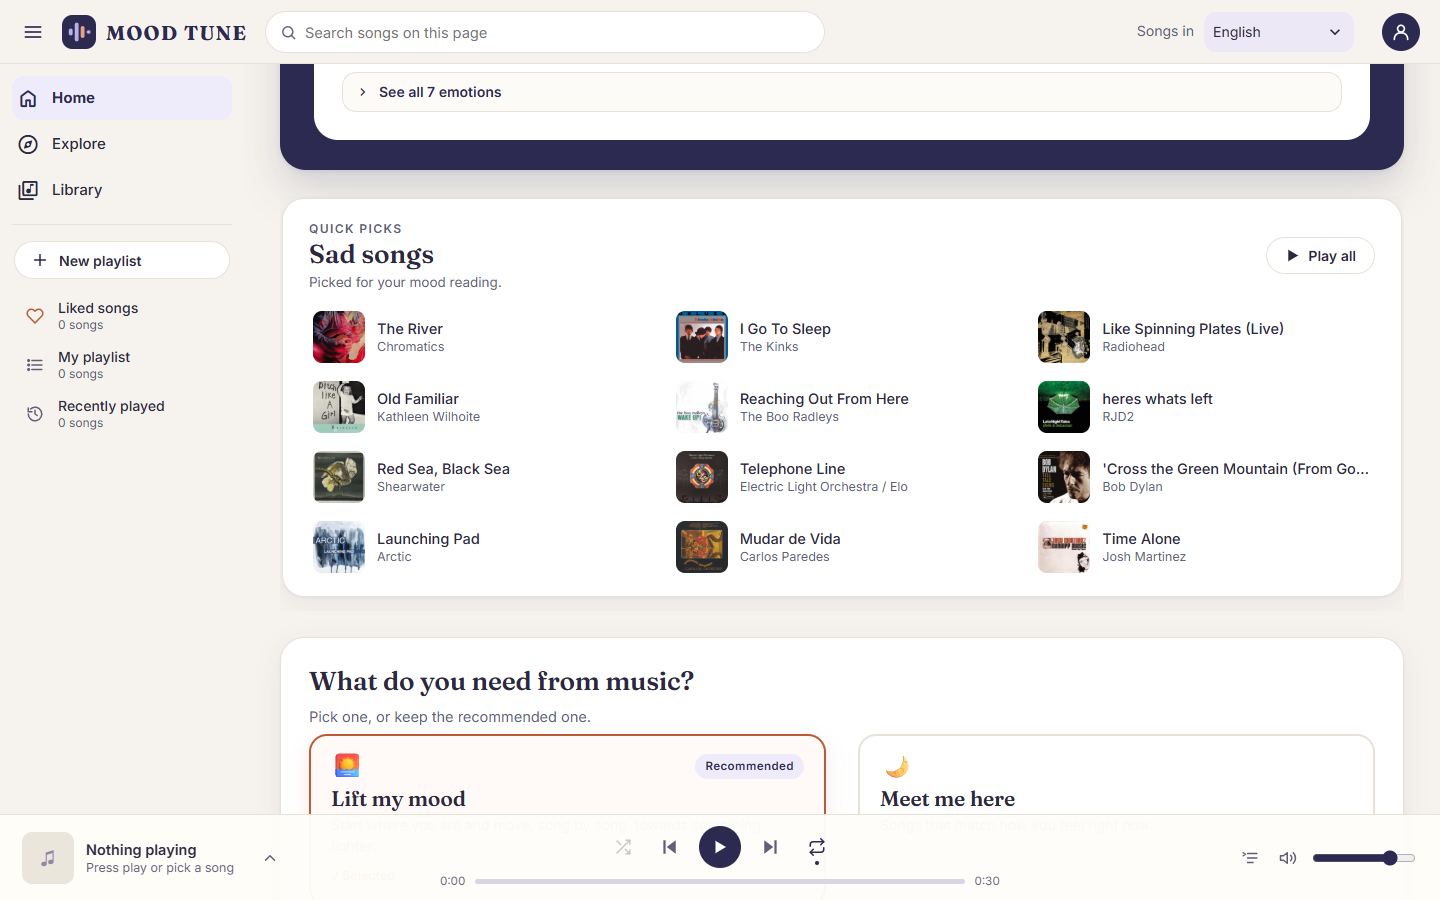 MOOD TUNE
Search songs on this page
Songs in
English
Home
Explore
Library
New playlist
Liked songs
0 songs
My playlist
0 songs
Recently played
0 songs
See all 7 emotions
QUICK PICKS
Sad songs
Picked for your mood reading.
Play all
The River
Chromatics
I Go To Sleep
The Kinks
Like Spinning Plates (Live)
Radiohead
Old Familiar
Kathleen Wilhoite
Reaching Out From Here
The Boo Radleys
heres whats left
RJD2
Red Sea, Black Sea
Shearwater
Telephone Line
Electric Light Orchestra / Elo
'Cross the Green Mountain (From Go...
Bob Dylan
Launching Pad
Arctic
Mudar de Vida
Carlos Paredes
Time Alone
Josh Martinez
What do you need from music?
Pick one, or keep the recommended one.
Recommended
Lift my mood
Meet me here
Nothing playing
Press play or pick a song
0:00
0:30